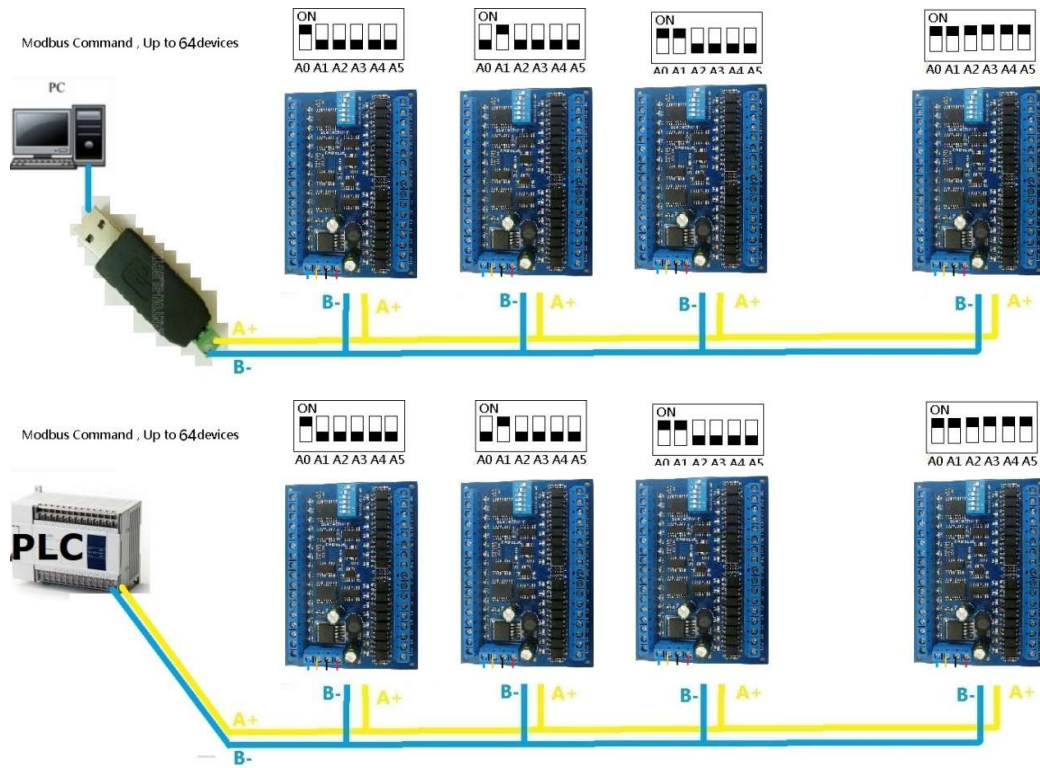 ON
A0 A1 A2 A3 A4 A5
ON
A0 A1 A2 A3 A4 A5
ON
A0 A1 A2 A3 A4 A5
ON
A0 A1 A2 A3 A4 A5
Modbus Command , Up to 64devices
PC
B- A+
B- A+
B- A+
B- A+
A+
B-
ON
A0 A1 A2 A3 A4 A5
ON
A0 A1 A2 A3 A4 A5
ON
A0 A1 A2 A3 A4 A5
ON
A0 A1 A2 A3 A4 A5
Modbus Command , Up to 64devices
PLC
B- A+
B- A+
B- A+
B- A+
A+
B-